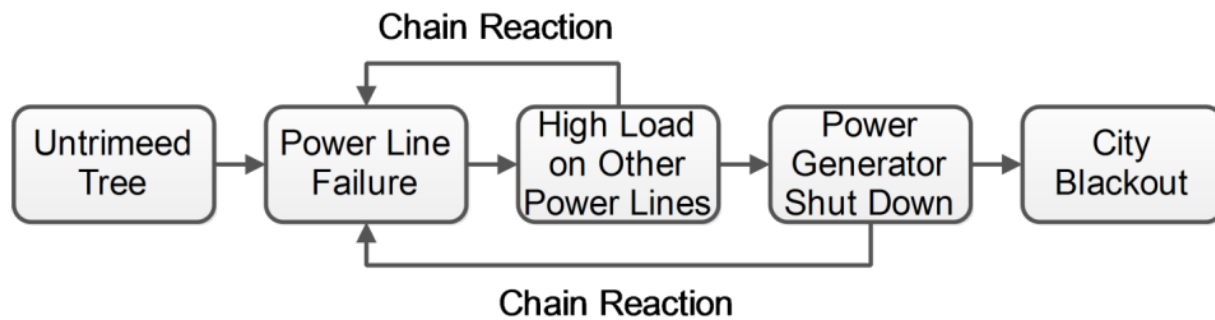 Chain Reaction
Untrimeed
Tree
Power Line
Failure
High Load
on Other
Power Lines
Power
Generator
Shut Down
City
Blackout
Chain Reaction